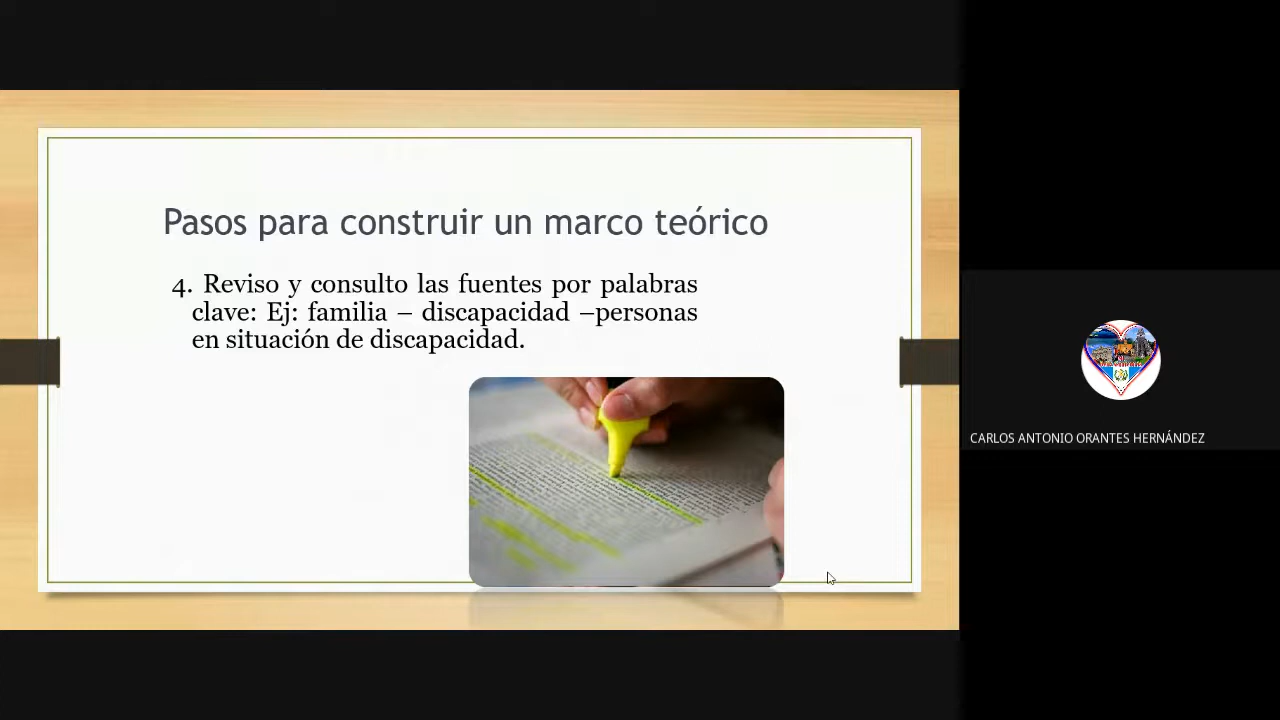 Pasos para construir un marco teórico
4. Reviso y consulto las fuentes por palabras
clave: Ej: familia – discapacidad –personas
en situación de discapacidad.
CARLOS ANTONIO ORANTES HERNÁNDEZ